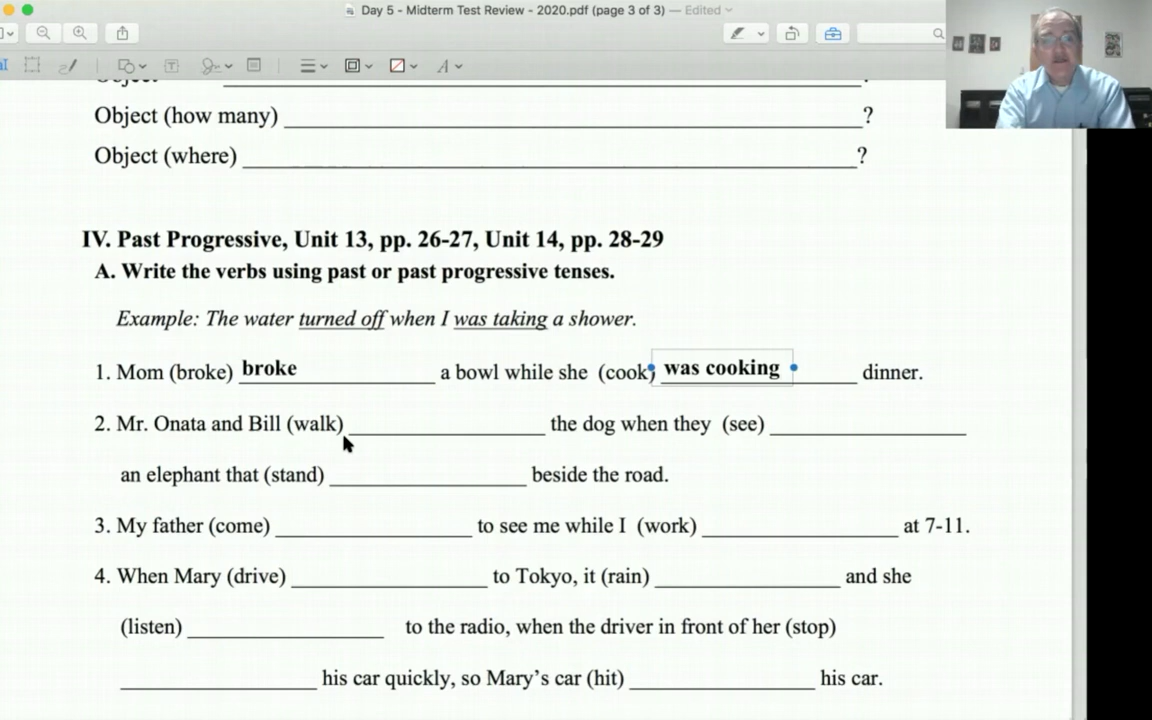 Day 5 - Midterm Test Review - 2020.pdf (page 3 of 3) — Edited
Object (how many) ?
Object (where) ?
IV. Past Progressive, Unit 13, pp. 26-27, Unit 14, pp. 28-29
A. Write the verbs using past or past progressive tenses.
Example: The water turned off when I was taking a shower.
1. Mom (broke) broke a bowl while she (cook) was cooking dinner.
2. Mr. Onata and Bill (walk) the dog when they (see)
an elephant that (stand) beside the road.
3. My father (come) to see me while I (work) at 7-11.
4. When Mary (drive) to Tokyo, it (rain) and she
(listen) to the radio, when the driver in front of her (stop)
his car quickly, so Mary's car (hit) his car.